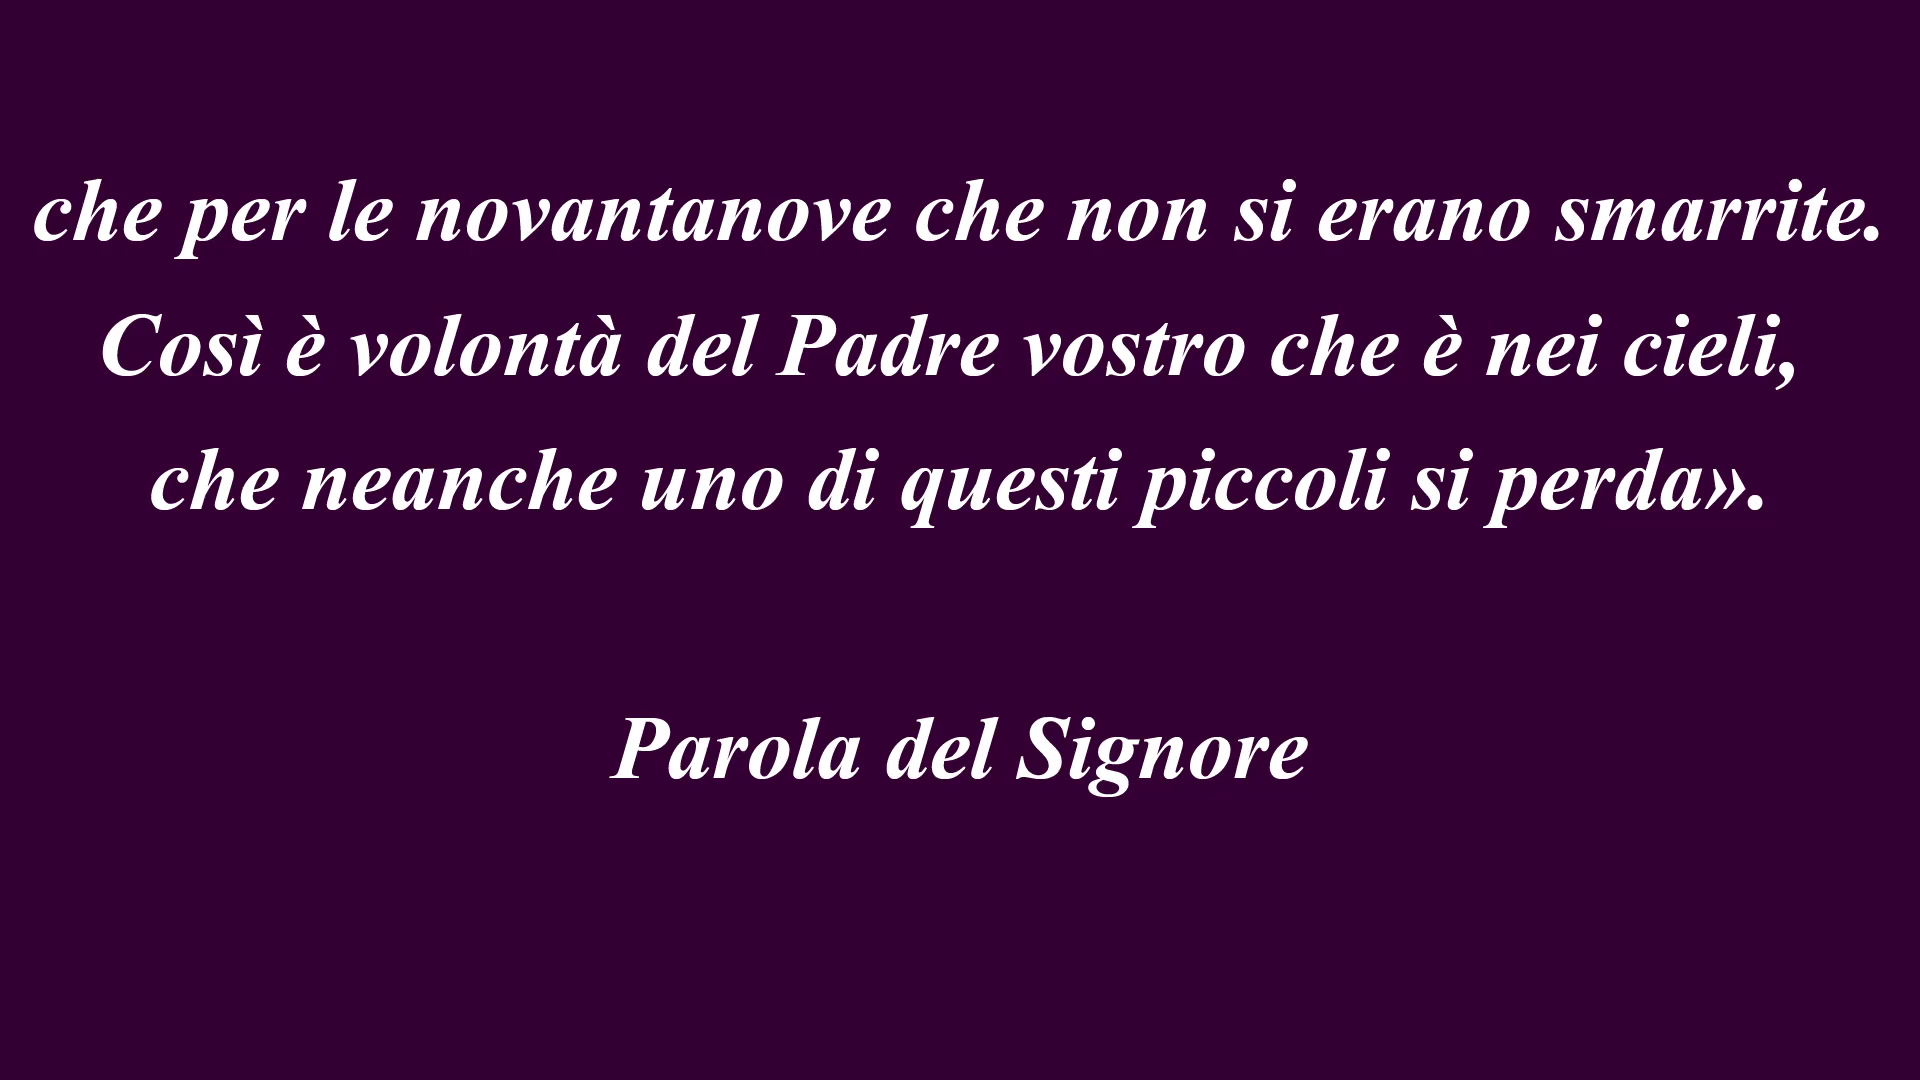 che per le novantanove che non si erano smarrite.
Così è volontà del Padre vostro che è nei cieli,
che neanche uno di questi piccoli si perda».
Parola del Signore